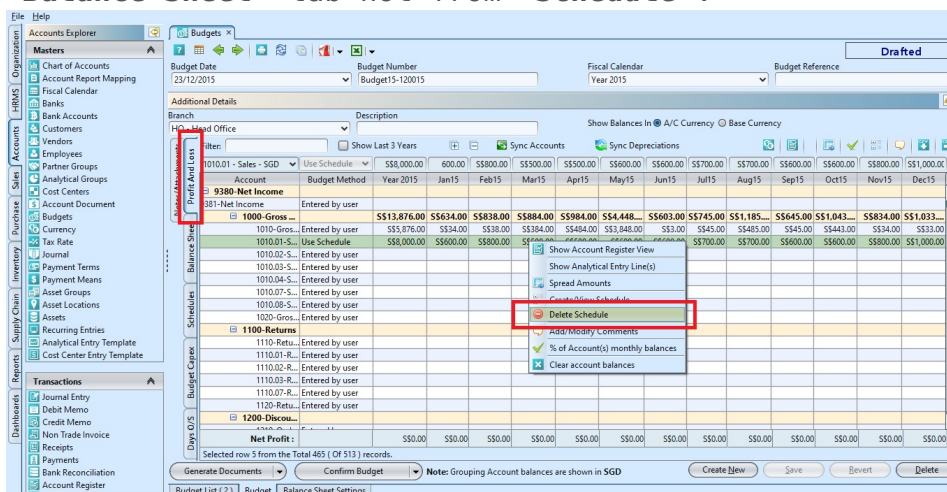 "Balance Sheet" tab not from "Schedule".
File Help
Accounts Explorer
Budgets ×
Masters
Chart of Accounts
Account Report Mapping
Fiscal Calendar
Banks
Bank Accounts
Customers
Vendors
Employees
Partner Groups
Analytical Groups
Cost Centers
Account Document
Budgets
Currency
Tax Rate
Journal
Payment Terms
Payment Means
Asset Groups
Asset Locations
Assets
Recurring Entries
Analytical Entry Template
Cost Center Entry Template
Transactions
Journal Entry
Debit Memo
Credit Memo
Non Trade Invoice
Receipts
Payments
Bank Reconciliation
Account Register
Organization
HRMS
Accounts
Sales
Purchase
Inventory
Supply Chain
Reports
Dashboards
Drafted
Budget Date Budget Number Fiscal Calendar Budget Reference
23/12/2015 Budget15-120015 Year 2015
Additional Details
Branch Description
HO - Head Office Show Balances In A/C Currency Base Currency
Notes/Attachments
Profit And Loss
Balance Sheet
Schedules
Budget Capex
Days O/S
Filter: Show Last 3 Years Sync Accounts Sync Depreciations
1010.01 - Sales - SGD Use Schedule S$8,000.00 600.00 S$800.00 S$500.00 S$500.00 S$600.00 S$600.00 S$700.00 S$700.00 S$600.00 S$600.00 S$800.00 S$1,000.00
Account Budget Method Year 2015 Jan15 Feb15 Mar15 Apr15 May15 Jun15 Jul15 Aug15 Sep15 Oct15 Nov15 Dec15
9380-Net Income
9381-Net Income Entered by user
1000-Gross ... S$13,876.00 S$634.00 S$838.00 S$884.00 S$984.00 S$4,448.... S$603.00 S$745.00 S$1,185.... S$645.00 S$1,043.... S$834.00 S$1,033....
1010-Gros... Entered by user S$5,876.00 S$34.00 S$38.00 S$384.00 S$484.00 S$3,848.00 S$3.00 S$45.00 S$485.00 S$45.00 S$443.00 S$34.00 S$33.00
1010.01-S... Use Schedule S$8,000.00 S$600.00 S$800.00 S$700.00 S$700.00 S$600.00 S$600.00 S$800.00 S$1,000.00
1010.02-S... Entered by user
1010.03-S... Entered by user
1010.04-S... Entered by user
1010.07-S... Entered by user
1010.08-S... Entered by user
1020-Gros... Entered by user
1100-Returns
1110-Retu... Entered by user
1110.01-R... Entered by user
1110.02-R... Entered by user
1110.03-R... Entered by user
1110.07-R... Entered by user
1120-Retu... Entered by user
1200-Discou...
Show Account Register View
Show Analytical Entry Line(s)
Spread Amounts
Create/View Schedule
Delete Schedule
Add/Modify Comments
% of Account(s) monthly balances
Clear account balances
Net Profit : S$0.00 S$0.00 S$0.00 S$0.00 S$0.00 S$0.00 S$0.00 S$0.00 S$0.00 S$0.00 S$0.00 S$0.00 S$0.00
Selected row 5 from the Total 465 ( Of 513 ) records.
Generate Documents Confirm Budget Note: Grouping Account balances are shown in SGD Create New Save Revert Delete
Budget List ( 2 ) Budget Balance Sheet Settings